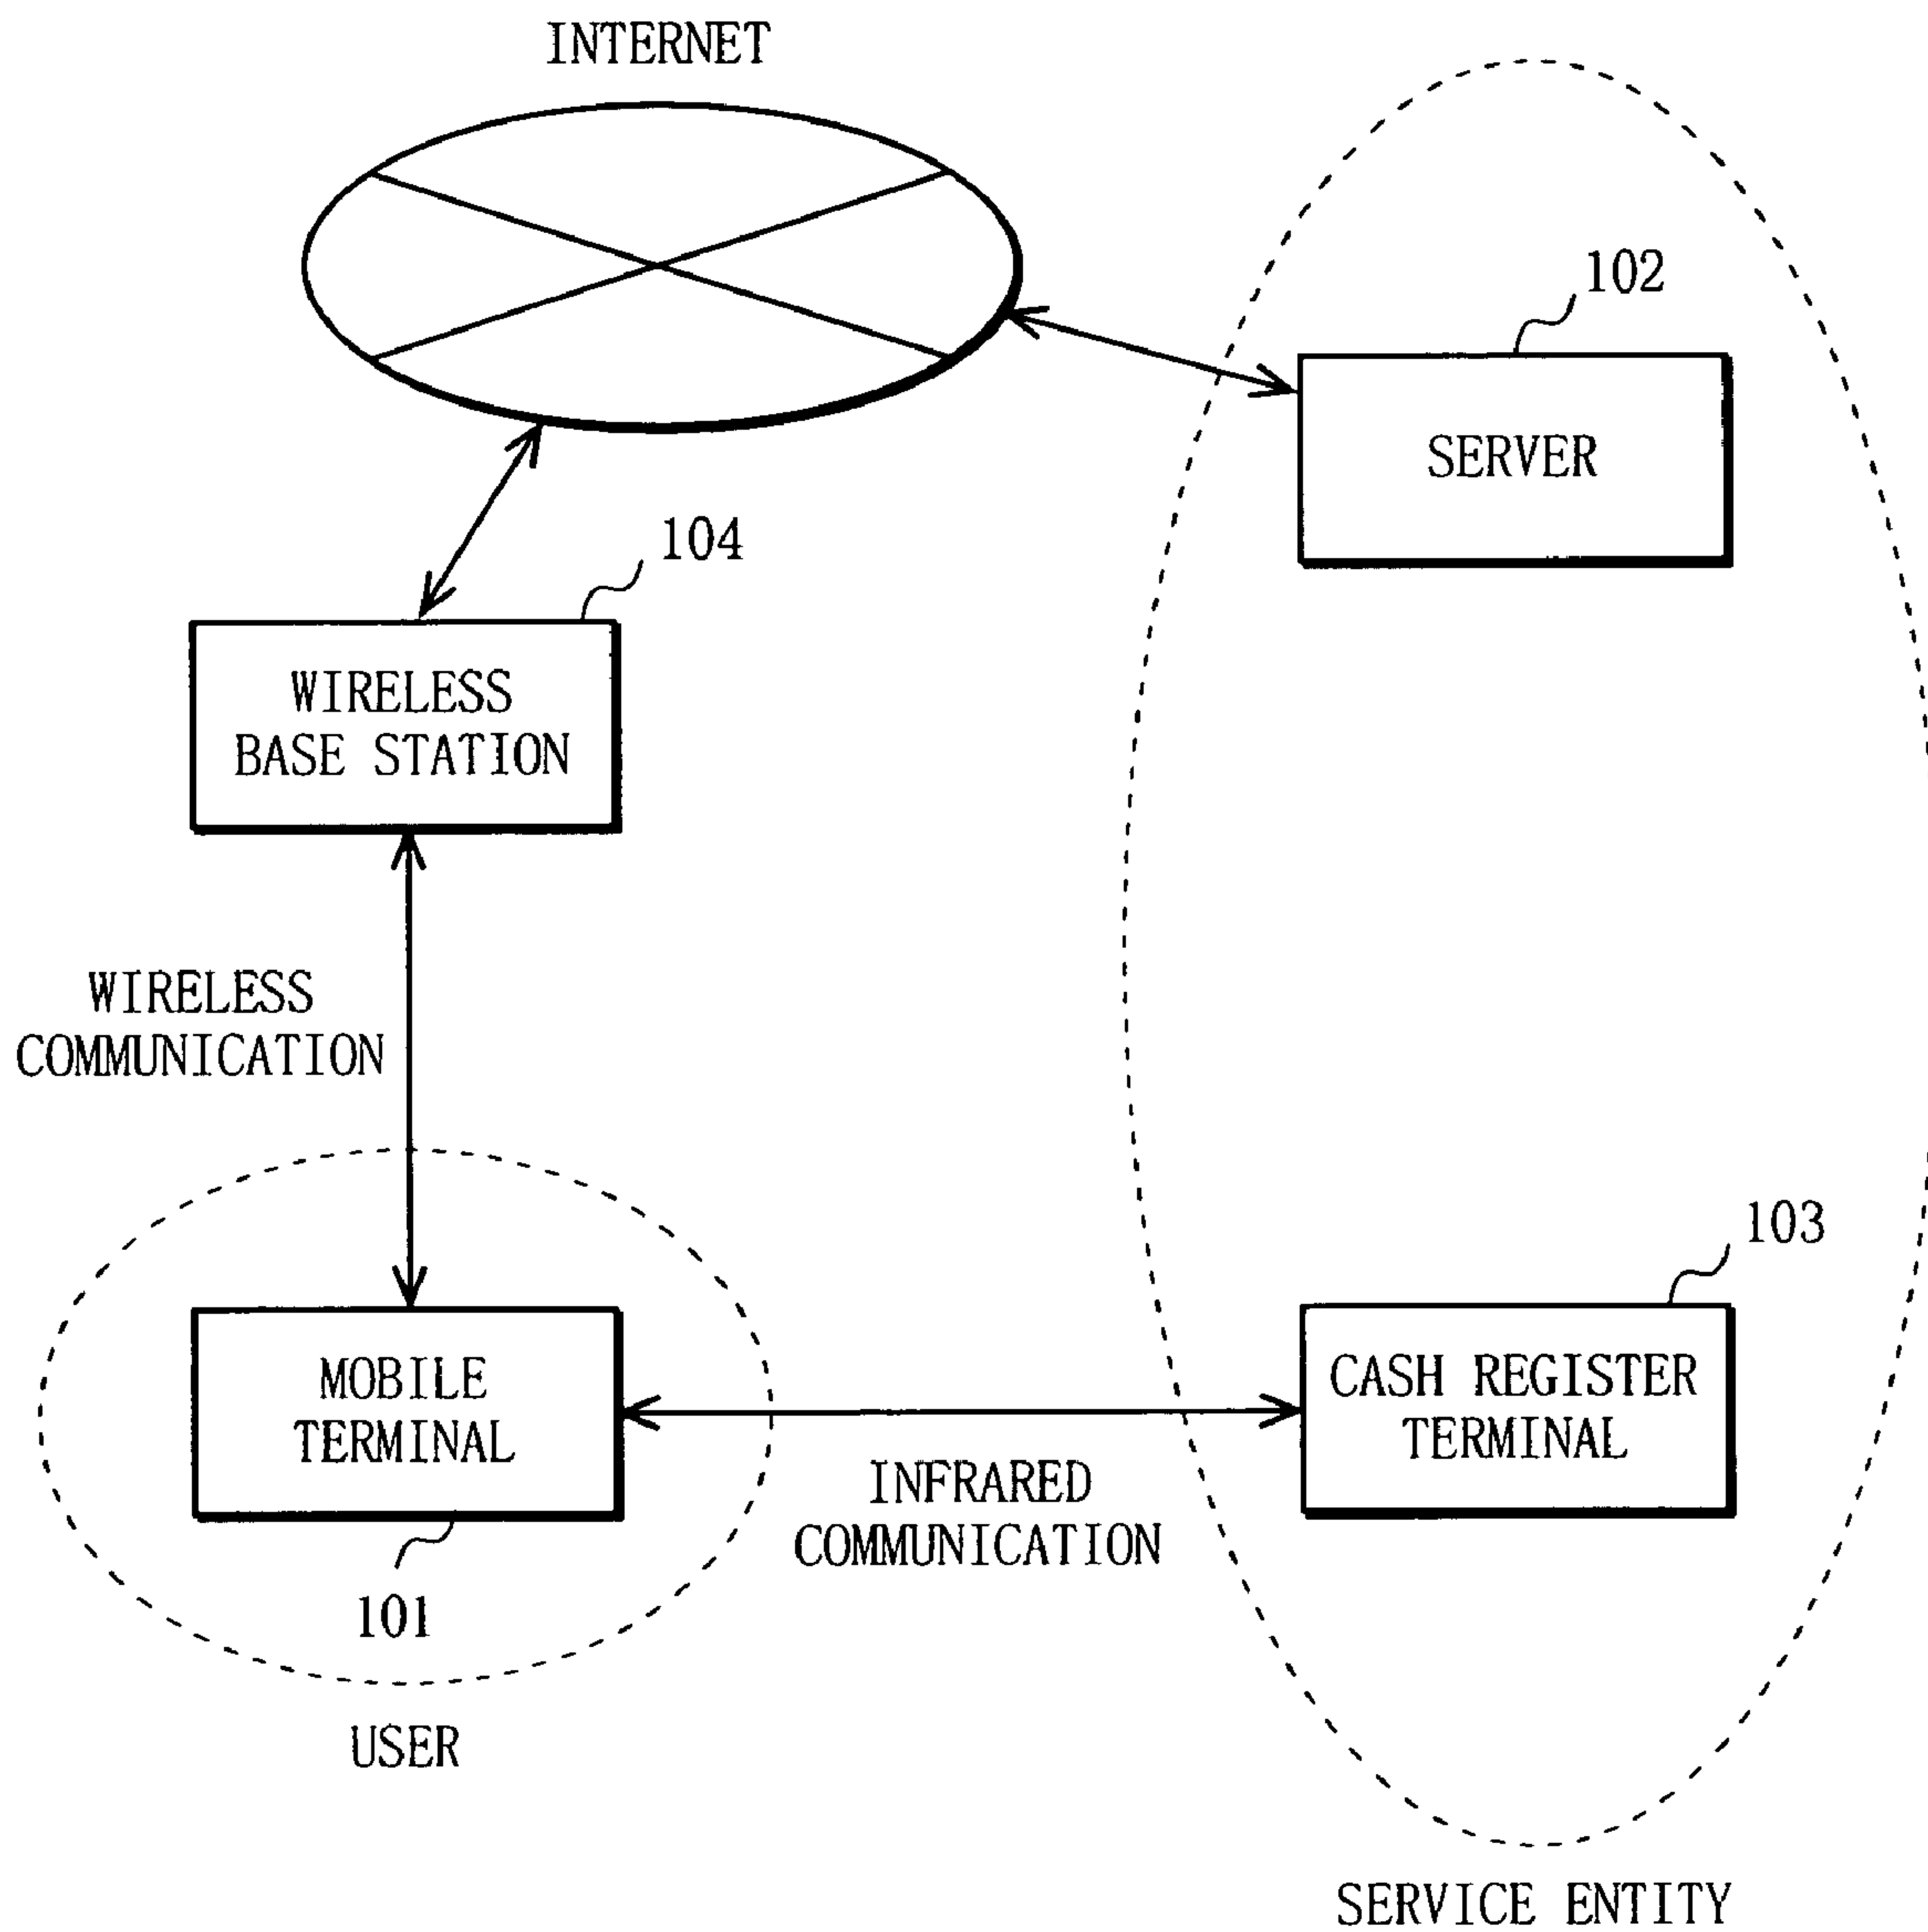 INTERNET
102
SERVER
104
WIRELESS
BASE STATION
WIRELESS
COMMUNICATION
103
MOBILE
TERMINAL
CASH REGISTER
TERMINAL
INFRARED
COMMUNICATION
101
USER
SERVICE ENTITY